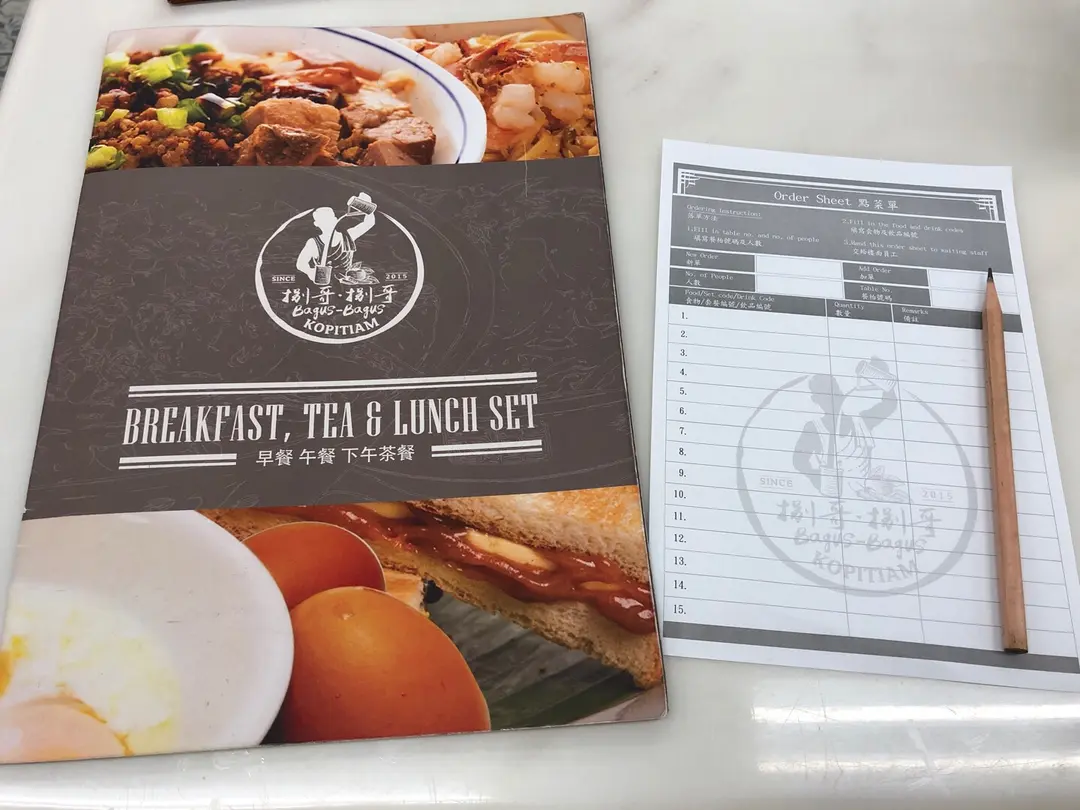 SINCE 2015
捌哥·捌哥
Bagus-Bagus
KOPITIAM
BREAKFAST, TEA & LUNCH SET
早餐 午餐 下午茶餐
Order Sheet 點菜單
Ordering Instruction:
落單方法
1.Fill in table no. and no. of people
填寫餐枱號碼及人數
2.Fill in the food and drink codes
填寫食物及飲品編號
3.Hand this order sheet to waiting staff
交給樓面員工
New Order
新單
Add Order
加單
No. of People
人數
Table No.
餐枱號碼
Food/Set code/Drink Code
食物/套餐編號/飲品編號
Quantity
數量
Remarks
備註
1.
2.
3.
4.
5.
6.
7.
8.
9.
10.
11.
12.
13.
14.
15.
SINCE 2015
捌哥·捌哥
Bagus-Bagus
KOPITIAM